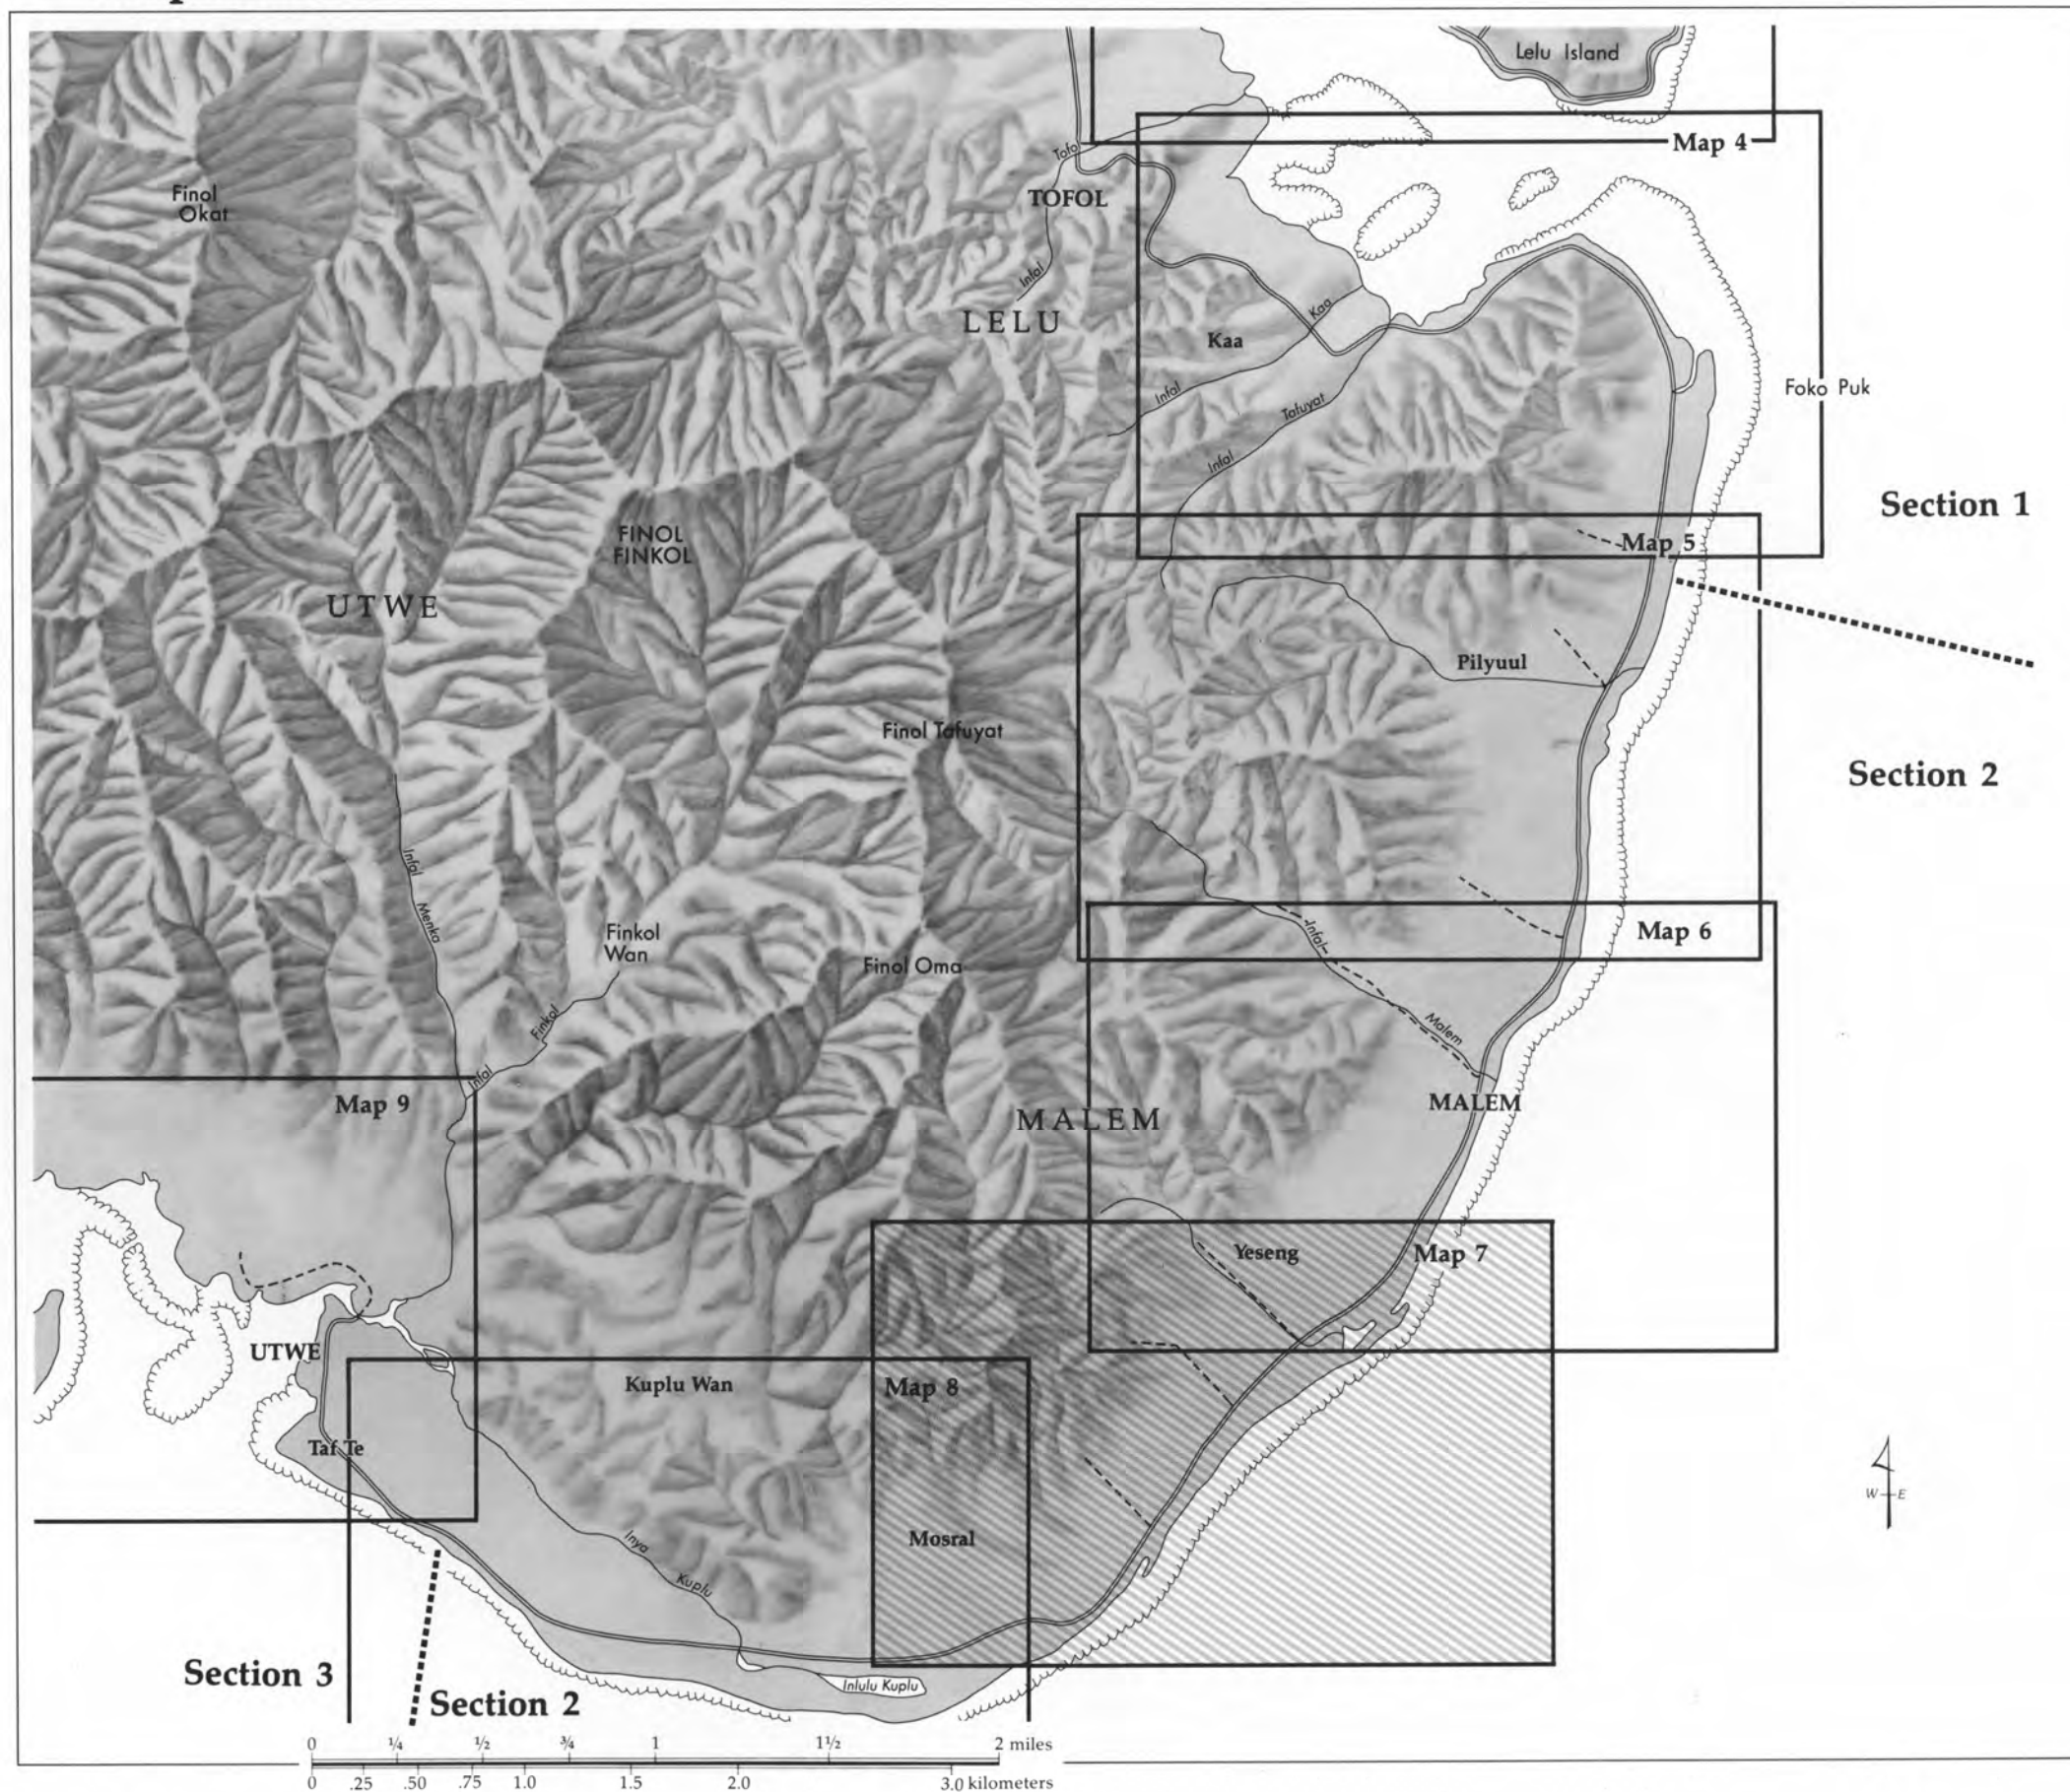 Lelu Island
Map 4
Tofol
TOFOL
Finol
Okat
Infal
LELU
Kaa
Kaa
Infal
Tafuyat
Infal
Foko Puk
Section 1
Map 5
FINOL
FINKOL
UTWE
Pilyuul
Finol Tafuyat
Section 2
Infal
Menka
Finkol
Wan
Finol Oma
Infal
Map 6
Finkol
Malem
Infal
Map 9
MALEM
MALEM
Yeseng
Map 7
UTWE
Kuplu Wan
Map 8
Taf Te
W E
Mosral
Inya
Kuplu
Section 3
Inlulu Kuplu
Section 2
0 ¼ ½ ¾ 1 1½ 2 miles
0 .25 .50 .75 1.0 1.5 2.0 3.0 kilometers